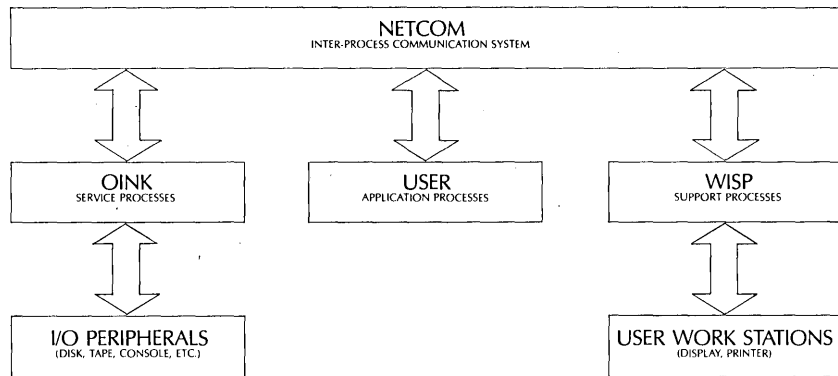 NETCOM
INTER-PROCESS COMMUNICATION SYSTEM
OINK
SERVICE PROCESSES
USER
APPLICATION PROCESSES
WISP
SUPPORT PROCESSES
I/O PERIPHERALS
(DISK, TAPE, CONSOLE, ETC.)
USER WORK STATIONS
(DISPLAY, PRINTER)